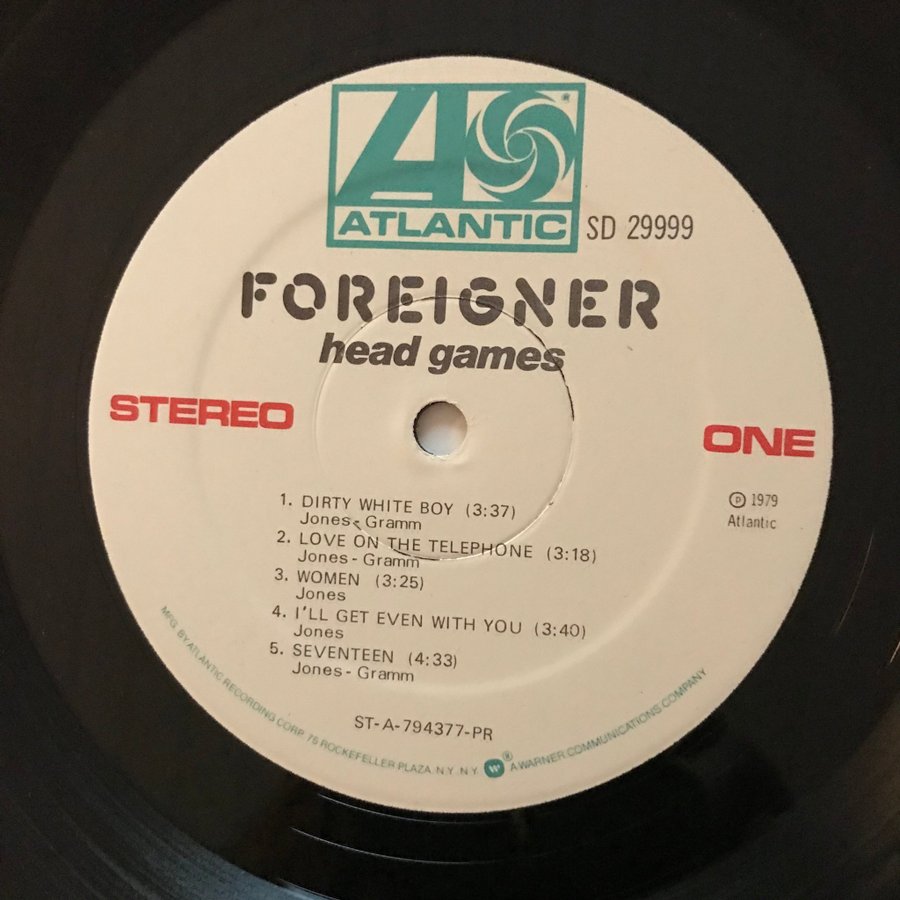 ATLANTIC ®
SD 29999
FOREIGNER
head games
STEREO
ONE
Ⓟ 1979
Atlantic
1. DIRTY WHITE BOY (3:37)
Jones-Gramm
2. LOVE ON THE TELEPHONE (3:18)
Jones - Gramm
3. WOMEN (3:25)
Jones
4. I'LL GET EVEN WITH YOU (3:40)
Jones
5. SEVENTEEN (4:33)
Jones - Gramm
ST-A-794377-PR
MFG. BY ATLANTIC RECORDING CORP. 75 ROCKEFELLER PLAZA. N.Y. N.Y. ® A WARNER COMMUNICATIONS COMPANY